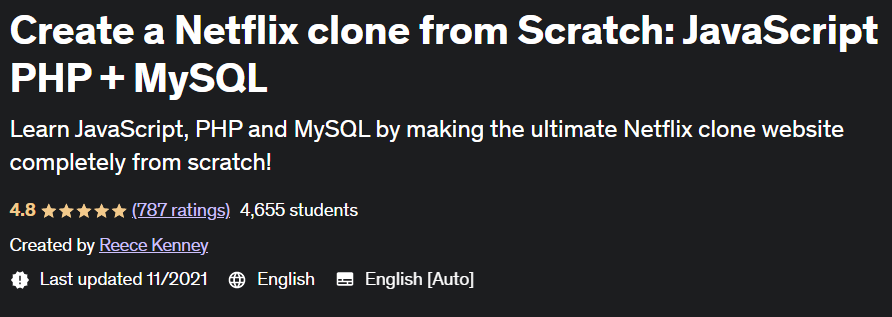 Create a Netflix clone from Scratch: JavaScript
PHP + MySQL
Learn JavaScript, PHP and MySQL by making the ultimate Netflix clone website
completely from scratch!
4.8 (787 ratings) 4,655 students
Created by Reece Kenney
Last updated 11/2021 English English [Auto]